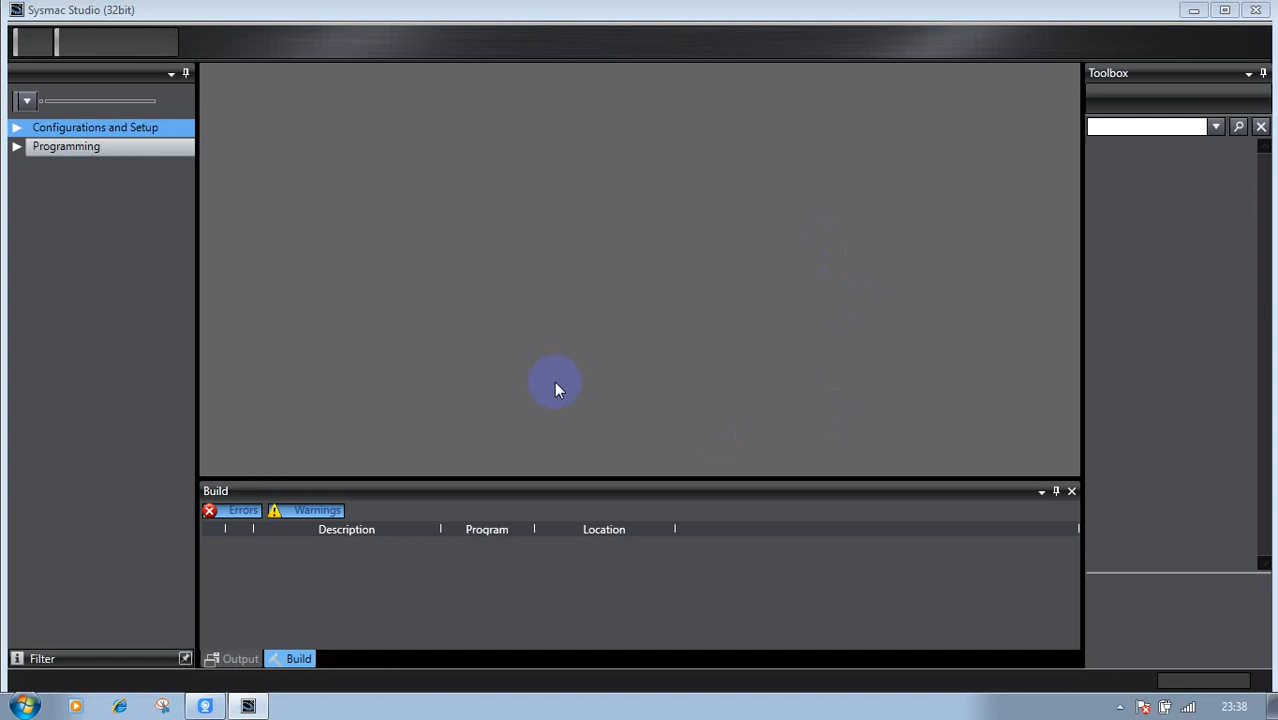 Sysmac Studio (32bit)
Toolbox
Configurations and Setup
Programming
Build
Errors
Warnings
Description
Program
Location
Filter
Output
Build
23:38